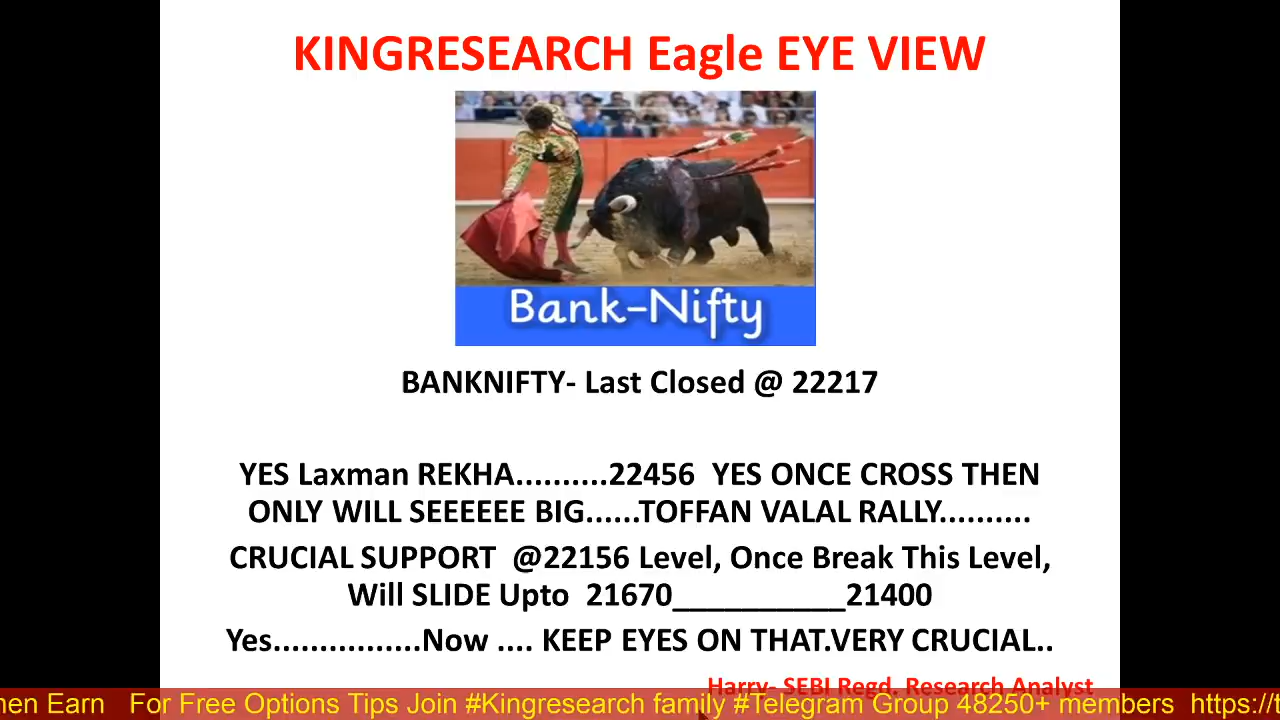 KINGRESEARCH Eagle EYE VIEW
Bank-Nifty
BANKNIFTY- Last Closed @ 22217
YES Laxman REKHA..........22456 YES ONCE CROSS THEN
ONLY WILL SEEEEEE BIG......TOFFAN VALAL RALLY..........
CRUCIAL SUPPORT @22156 Level, Once Break This Level,
Will SLIDE Upto 21670__________21400
Yes................Now .... KEEP EYES ON THAT.VERY CRUCIAL..
Harry- SEBI Regd. Research Analyst
hen Earn For Free Options Tips Join #Kingresearch family #Telegram Group 48250+ members https://t